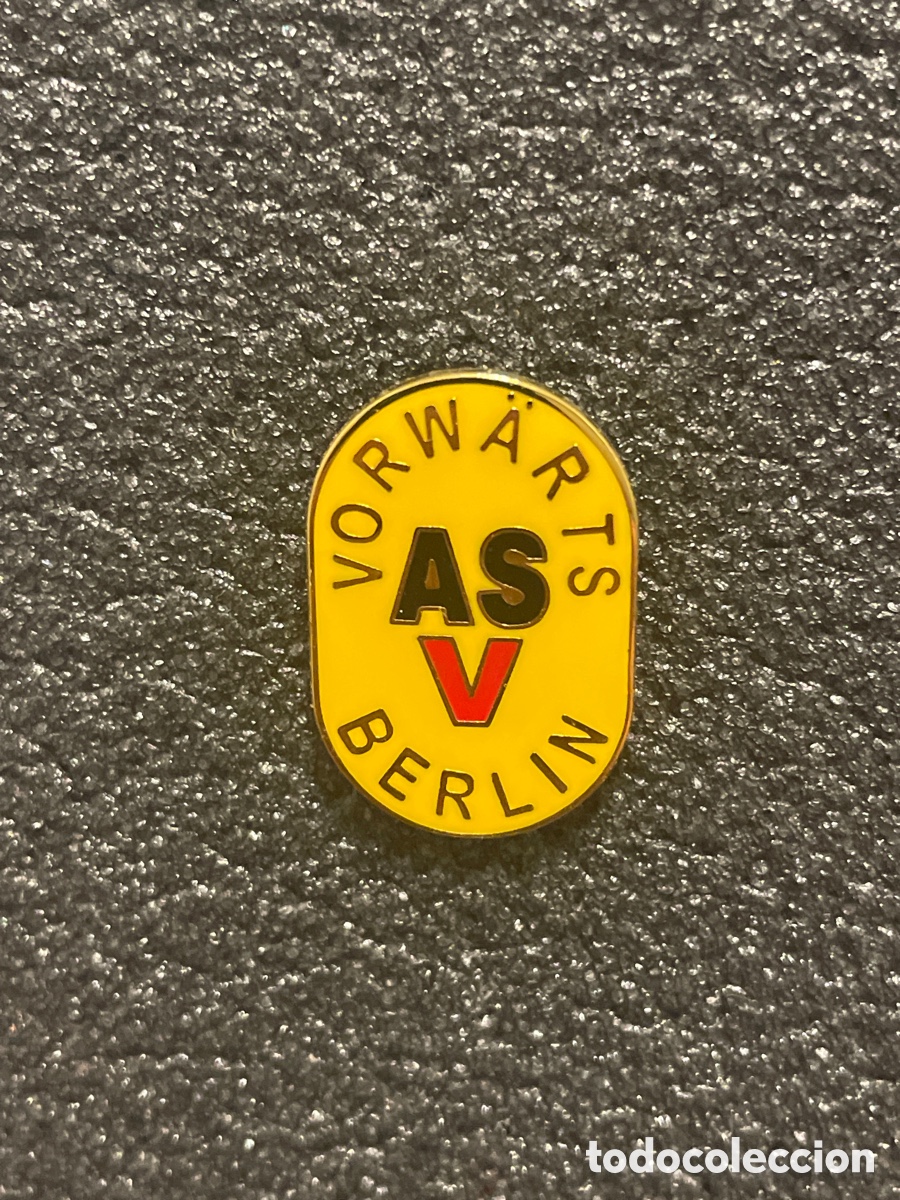 VORWÄRTS
AS
V
BERLIN
todocoleccion